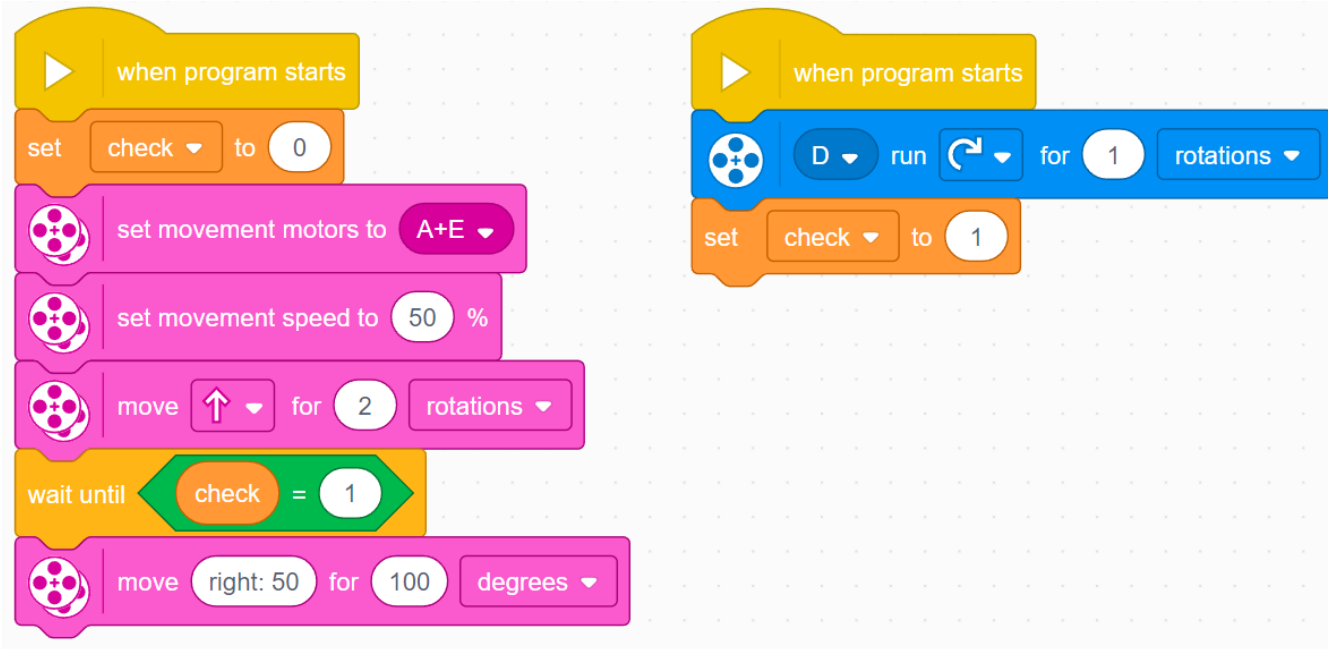 when program starts
set check to 0
set movement motors to A+E
set movement speed to 50 %
move for 2 rotations
wait until check = 1
move right: 50 for 100 degrees
when program starts
D run for 1 rotations
set check to 1